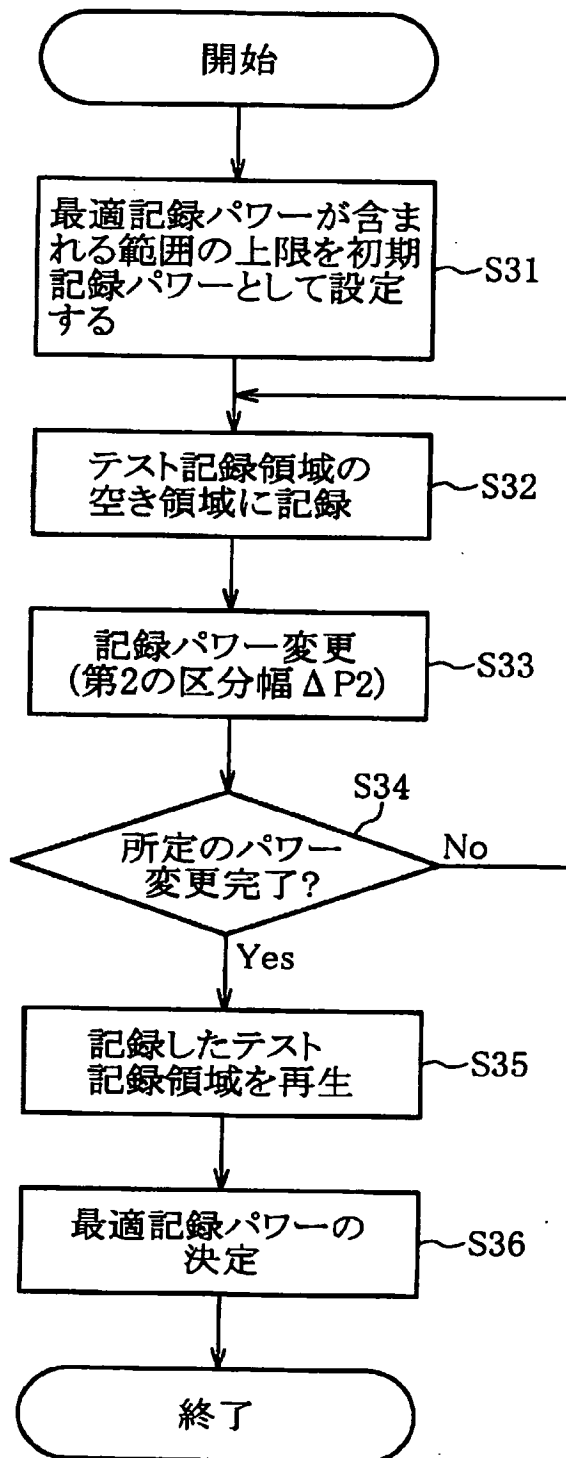 開始
最適記録パワーが含ま
れる範囲の上限を初期
記録パワーとして設定
する
S31
テスト記録領域の
空き領域に記録
S32
記録パワー変更
(第2の区分幅ΔP2)
S33
S34
所定のパワー
変更完了?
No
Yes
記録したテスト
記録領域を再生
S35
最適記録パワーの
決定
S36
終了